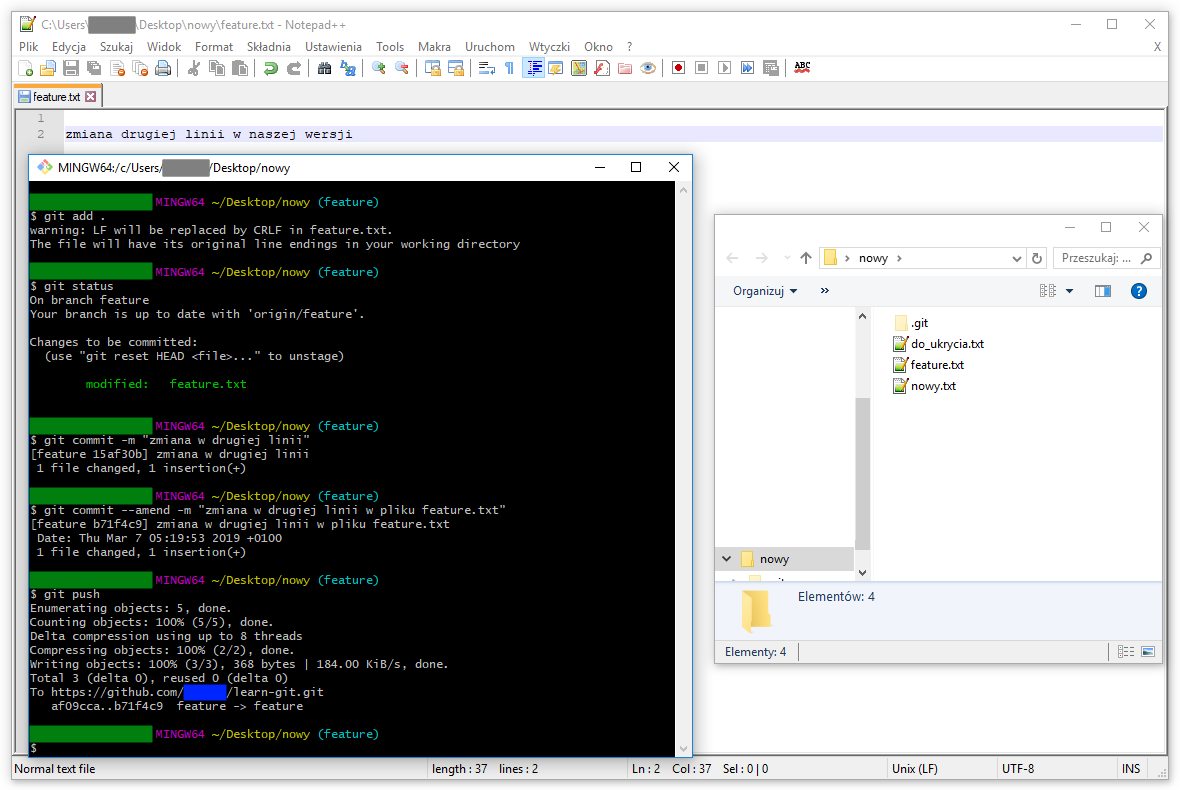 C:\Users\ \Desktop\nowy\feature.txt - Notepad++
Plik Edycja Szukaj Widok Format Składnia Ustawienia Tools Makra Uruchom Wtyczki Okno ? X
ABC
feature.txt
1
2 zmiana drugiej linii w naszej wersji
MINGW64:/c/Users/ /Desktop/nowy
MINGW64 ~/Desktop/nowy (feature)
$ git add .
warning: LF will be replaced by CRLF in feature.txt.
The file will have its original line endings in your working directory
MINGW64 ~/Desktop/nowy (feature)
$ git status
On branch feature
Your branch is up to date with 'origin/feature'.
Changes to be committed:
(use "git reset HEAD <file>..." to unstage)
modified: feature.txt
MINGW64 ~/Desktop/nowy (feature)
$ git commit -m "zmiana w drugiej linii"
[feature 15af30b] zmiana w drugiej linii
1 file changed, 1 insertion(+)
MINGW64 ~/Desktop/nowy (feature)
$ git commit --amend -m "zmiana w drugiej linii w pliku feature.txt"
[feature b71f4c9] zmiana w drugiej linii w pliku feature.txt
Date: Thu Mar 7 05:19:53 2019 +0100
1 file changed, 1 insertion(+)
MINGW64 ~/Desktop/nowy (feature)
$ git push
Enumerating objects: 5, done.
Counting objects: 100% (5/5), done.
Delta compression using up to 8 threads
Compressing objects: 100% (2/2), done.
Writing objects: 100% (3/3), 368 bytes | 184.00 KiB/s, done.
Total 3 (delta 0), reused 0 (delta 0)
To https://github.com/ /learn-git.git
af09cca..b71f4c9 feature -> feature
MINGW64 ~/Desktop/nowy (feature)
$
nowy
Przeszukaj: ...
Organizuj »
?
.git
do_ukrycia.txt
feature.txt
nowy.txt
nowy
Elementów: 4
Elementy: 4
Normal text file length : 37 lines : 2 Ln : 2 Col : 37 Sel : 0 | 0 Unix (LF) UTF-8 INS